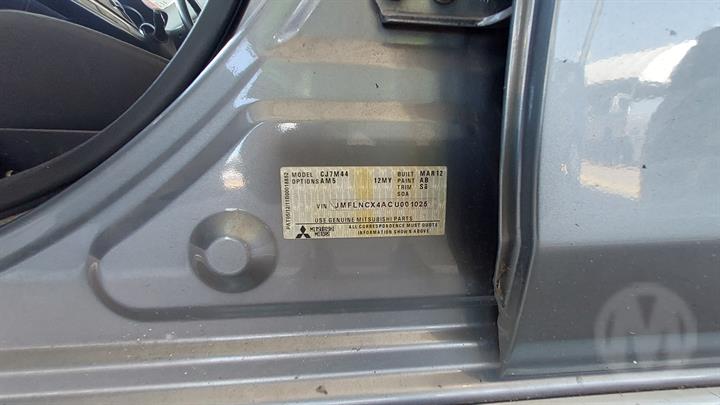 MODEL CJ7M44 BUILT MAR12
OPTIONS AM5 12MY PAINT AB
TRIM S8
SOA
VIN JMFLNCX4ACU001025
USE GENUINE MITSUBISHI PARTS
MITSUBISHI MOTORS
ALL CORRESPONDENCE MUST QUOTE
INFORMATION SHOWN ABOVE
M